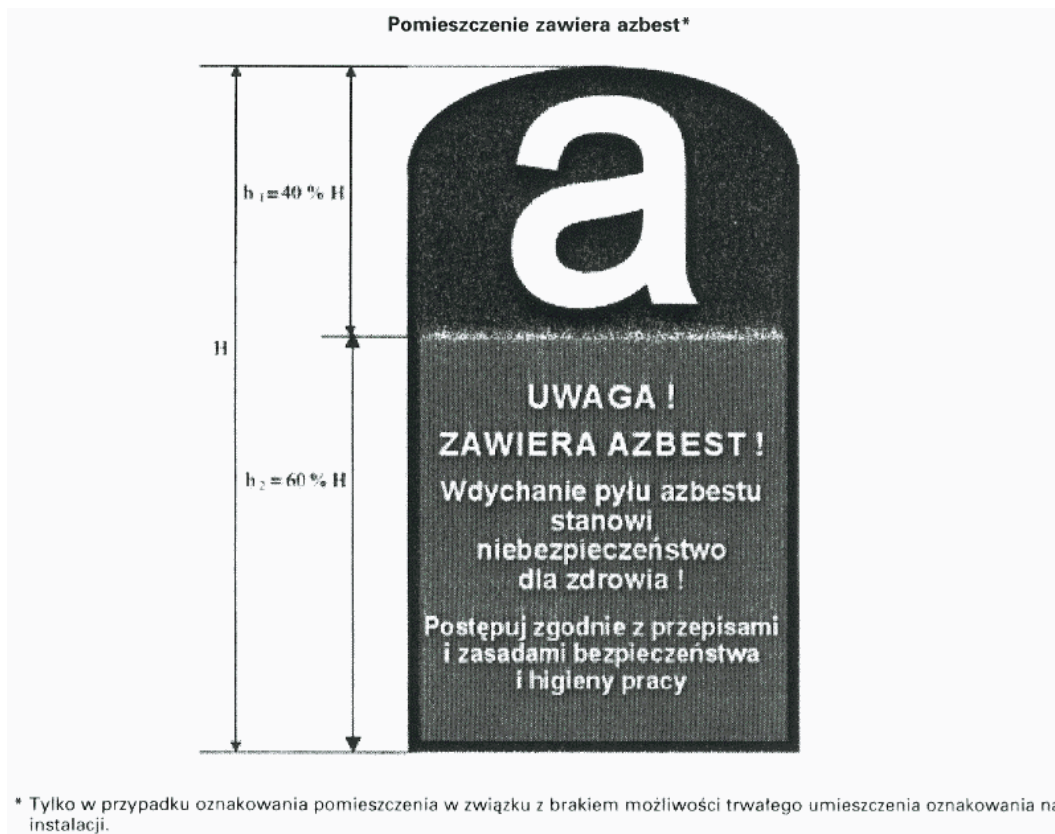 Pomieszczenie zawiera azbest*
a
h₁=40 % H
H
UWAGA !
ZAWIERA AZBEST !
h₂=60 % H
Wdychanie pyłu azbestu
stanowi
niebezpieczeństwo
dla zdrowia !
Postępuj zgodnie z przepisami
i zasadami bezpieczeństwa
i higieny pracy
* Tylko w przypadku oznakowania pomieszczenia w związku z brakiem możliwości trwałego umieszczenia oznakowania na
instalacji.